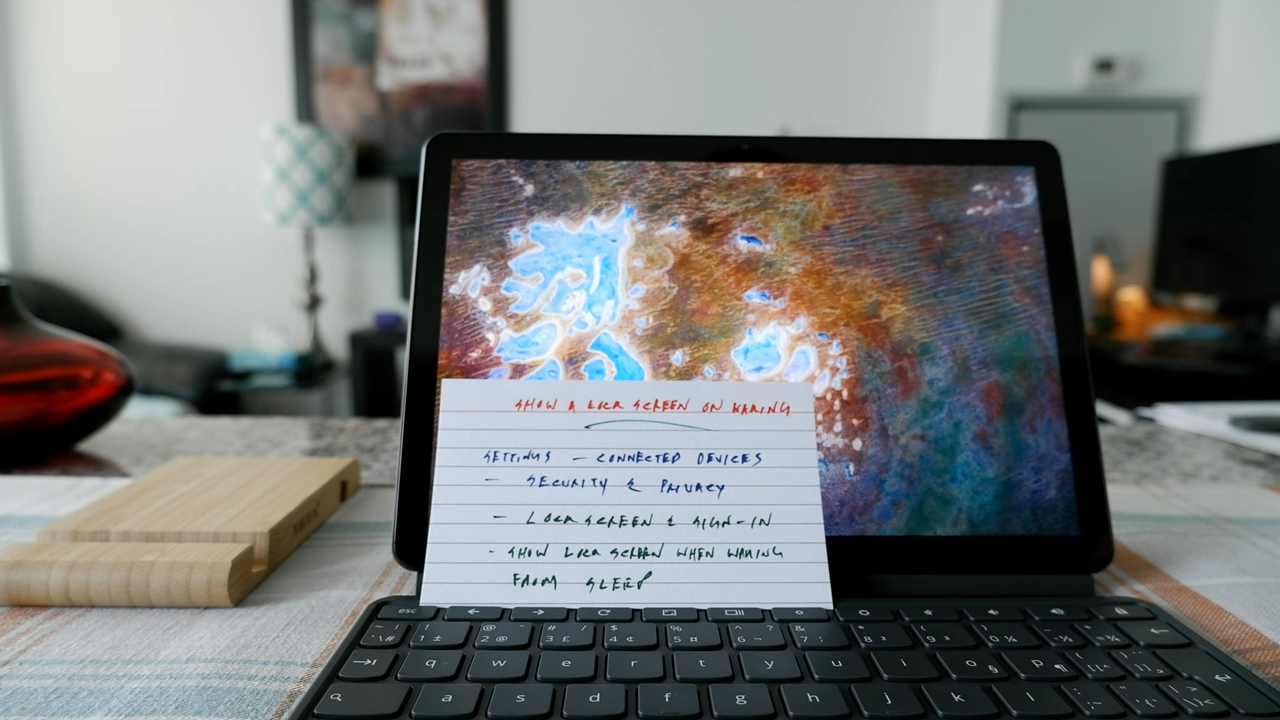 SHOW A LOCK SCREEN ON WAKING
SETTINGS — CONNECTED DEVICES
— SECURITY & PRIVACY
— LOCK SCREEN & SIGN-IN
- SHOW LOCK SCREEN WHEN WAKING
FROM SLEEP
esc
q w e r t y u i o p
a s d f g h j k l